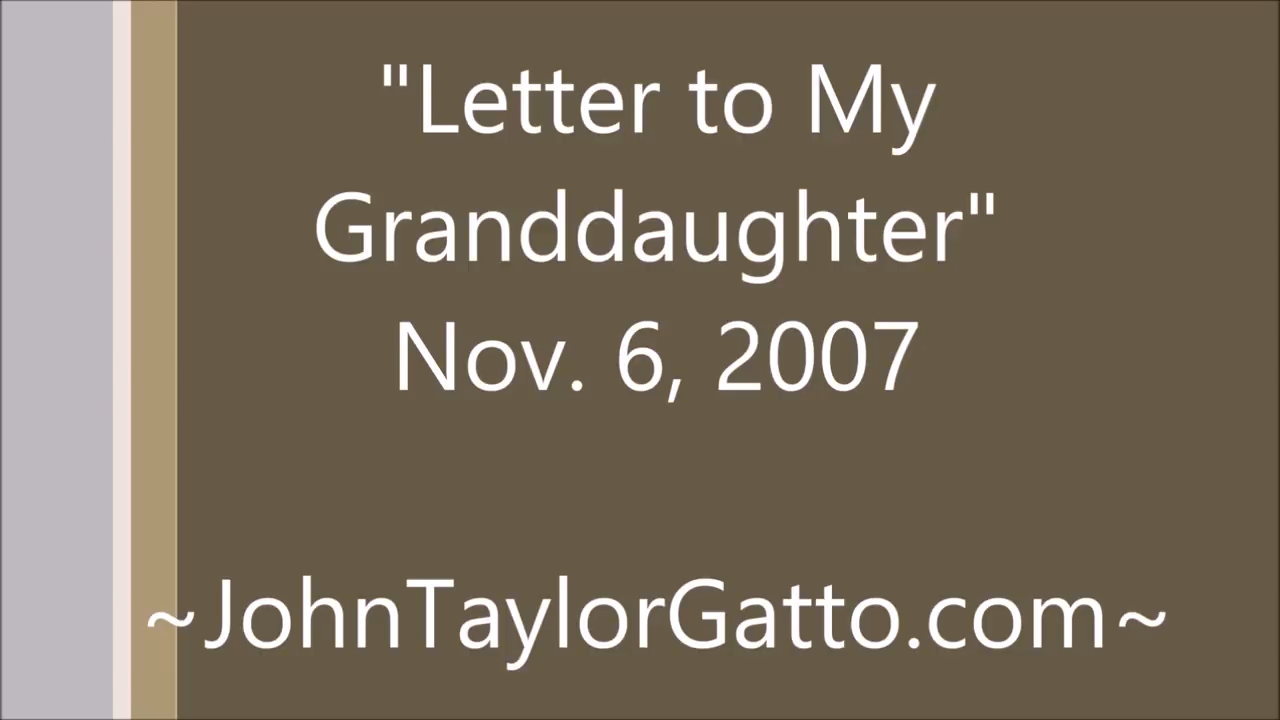 "Letter to My
Granddaughter"
Nov. 6, 2007
~JohnTaylorGatto.com~